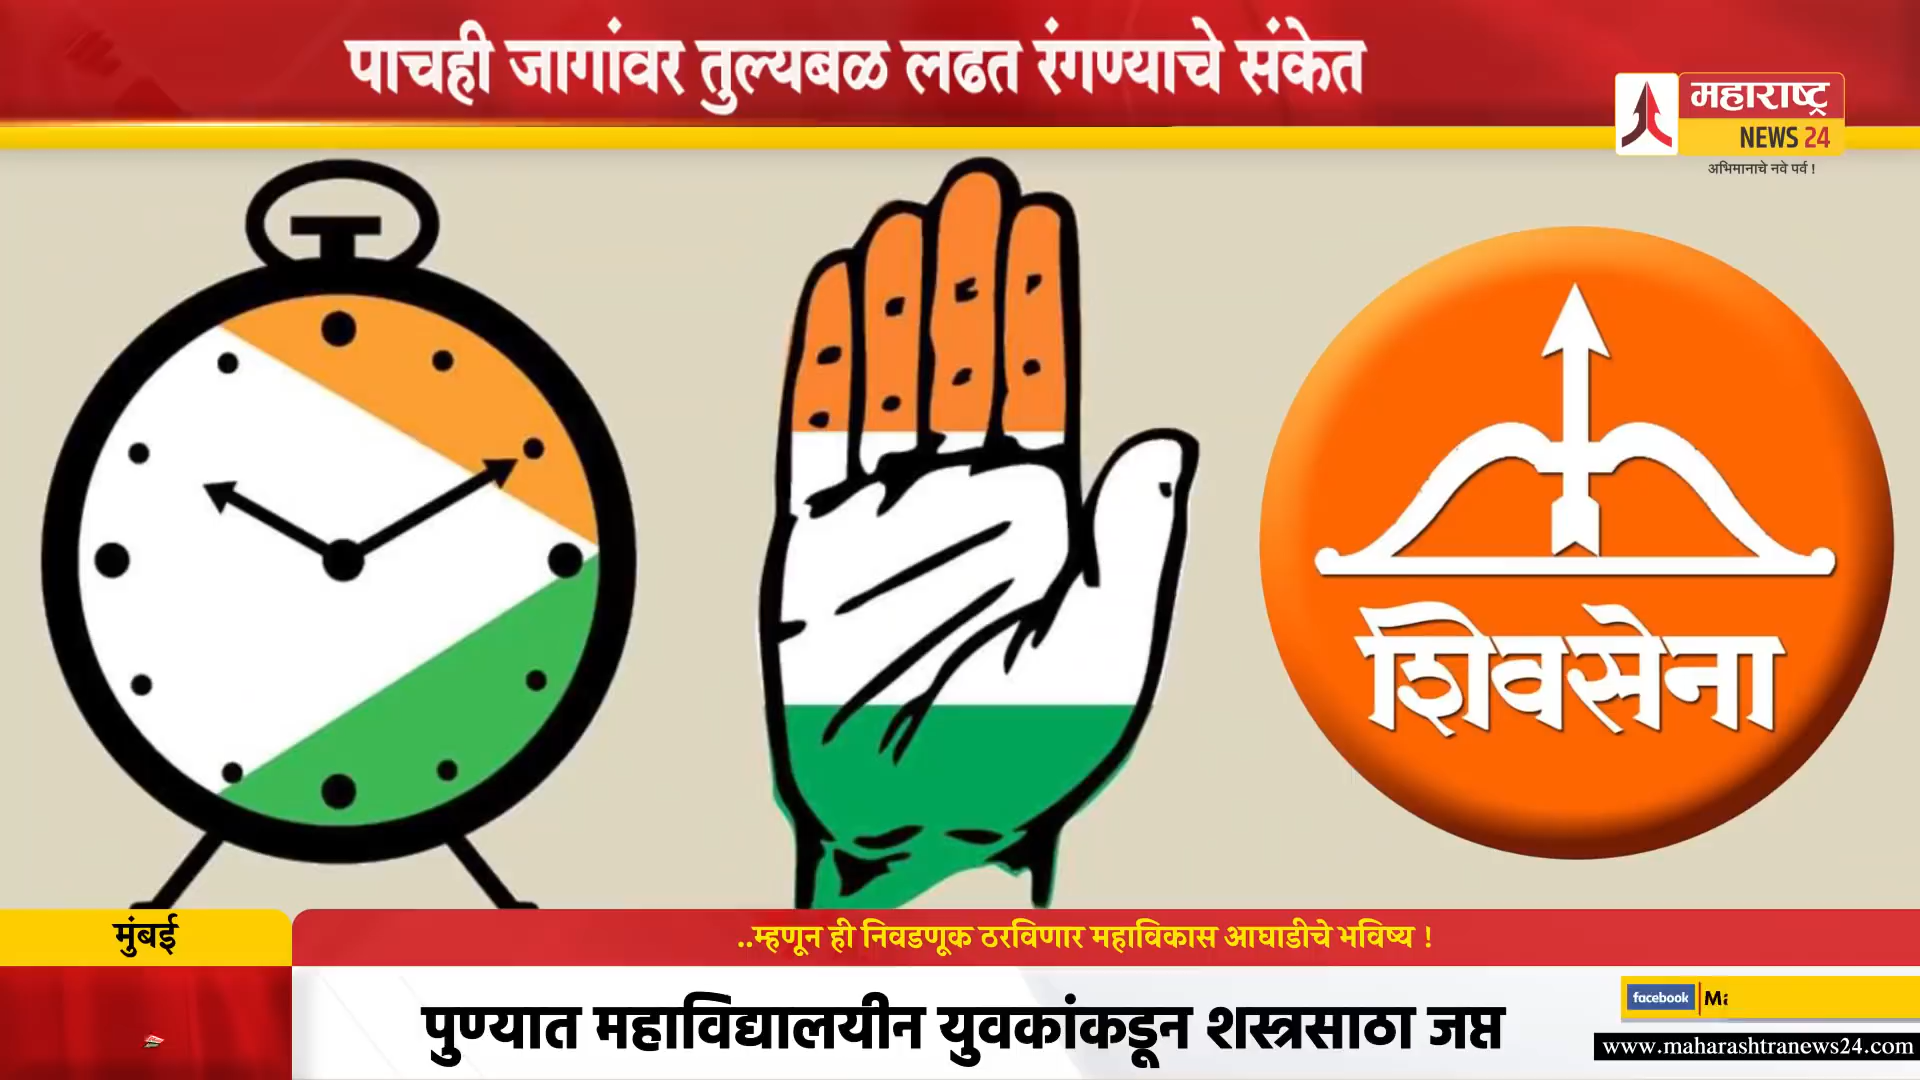 पाचही जागांवर तुल्यबळ लढत रंगण्याचे संकेत
महाराष्ट्र
NEWS 24
अभिमानाचे नवे पर्व !
शिवसेना
मुंबई
..म्हणून ही निवडणूक ठरविणार महाविकास आघाडीचे भविष्य !
पुण्यात महाविद्यालयीन युवकांकडून शस्त्रसाठा जप्त
facebook
www.maharashtranews24.com